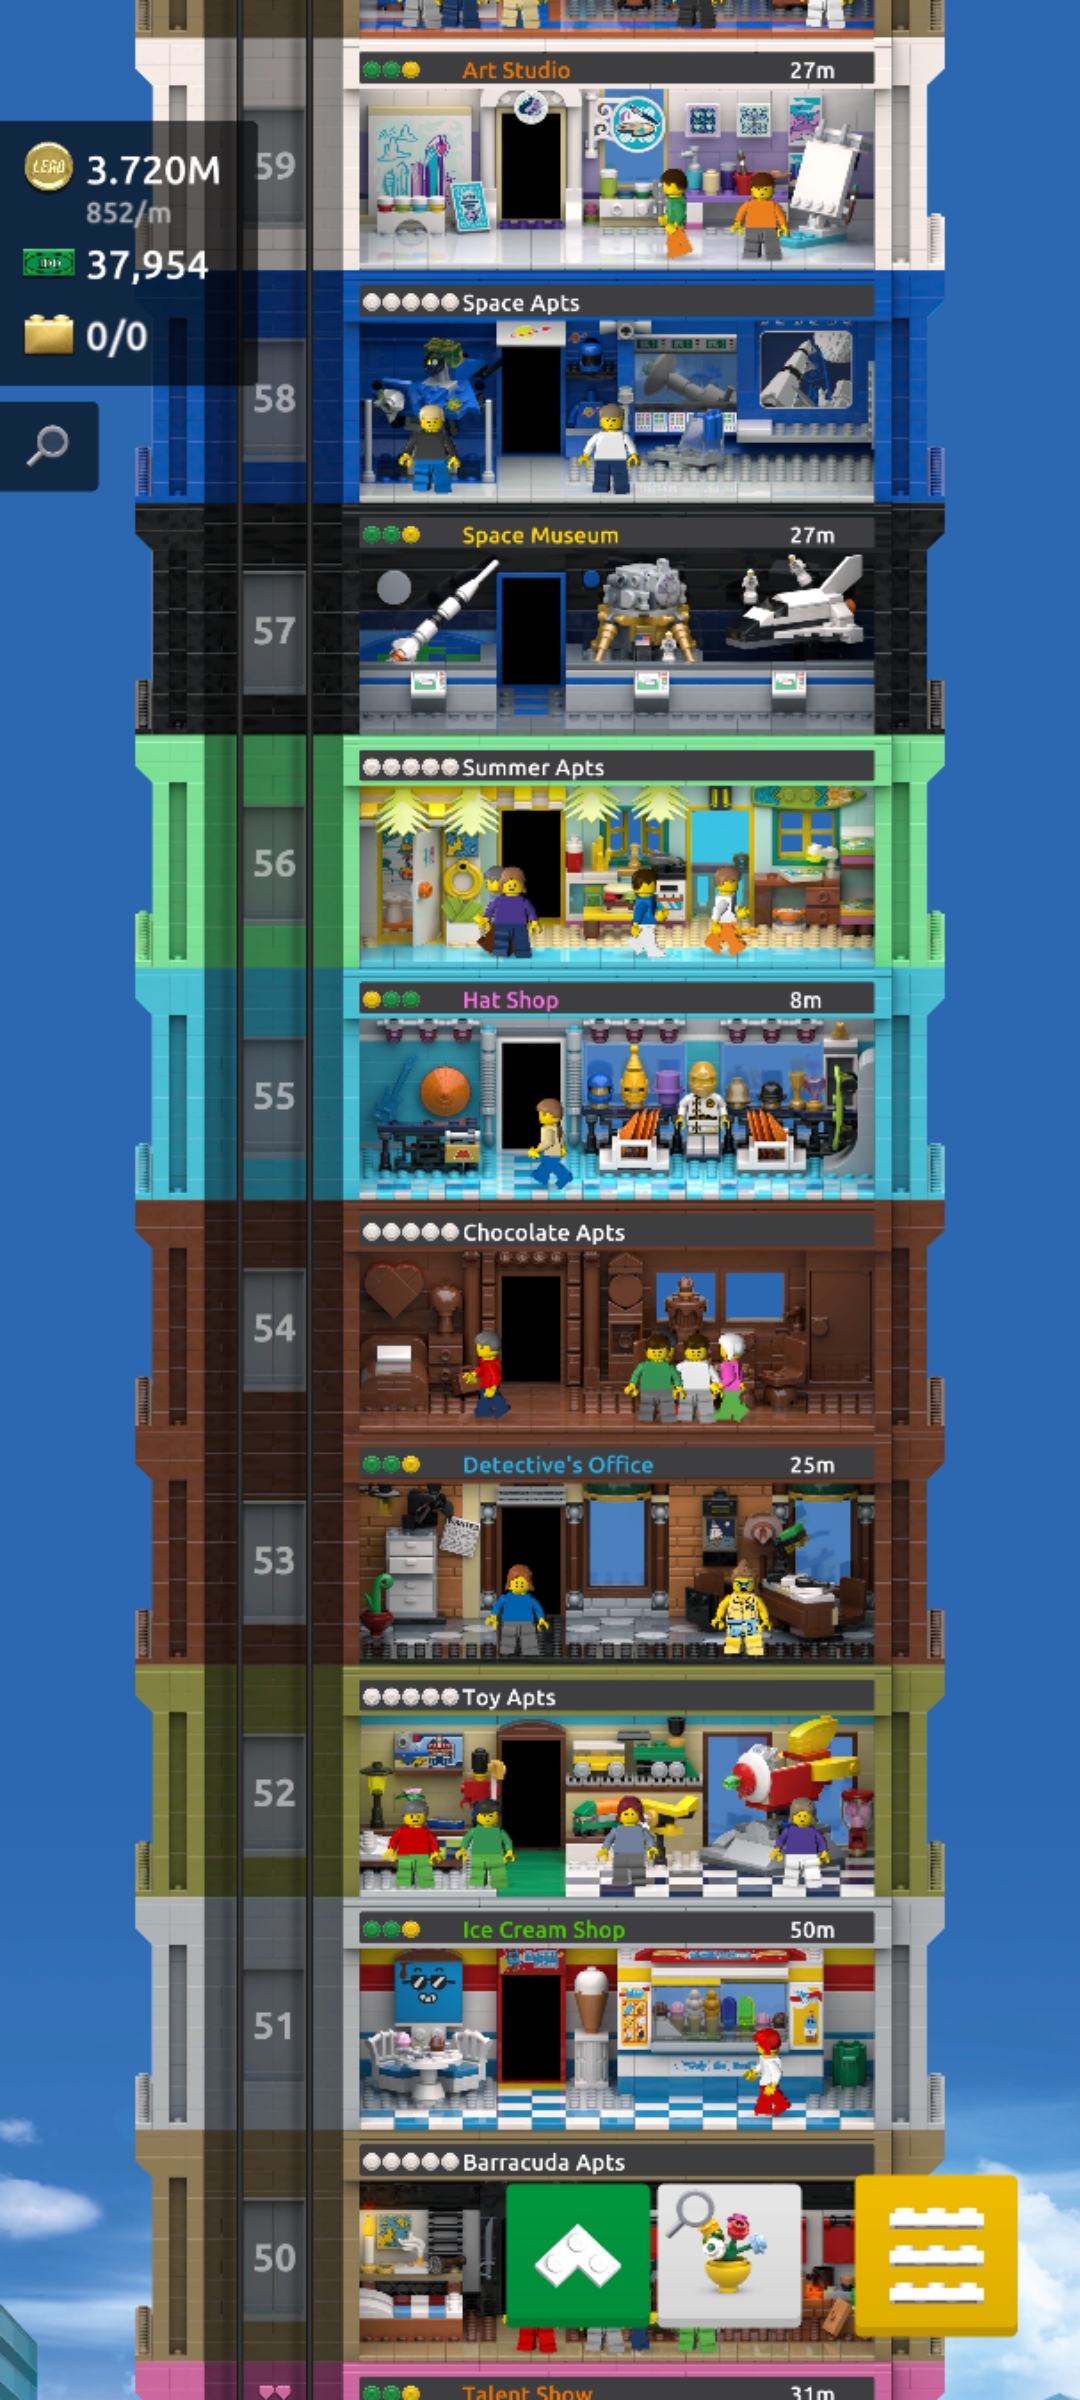 Art Studio 27m
59
LEGO 3.720M
852/m
37,954
0/0
Space Apts
58
Space Museum 27m
57
Summer Apts
56
Hat Shop 8m
55
Chocolate Apts
54
Detective's Office 25m
WANTED
53
Toy Apts
52
Ice Cream Shop 50m
51
Barracuda Apts
50
Talent Show 31m